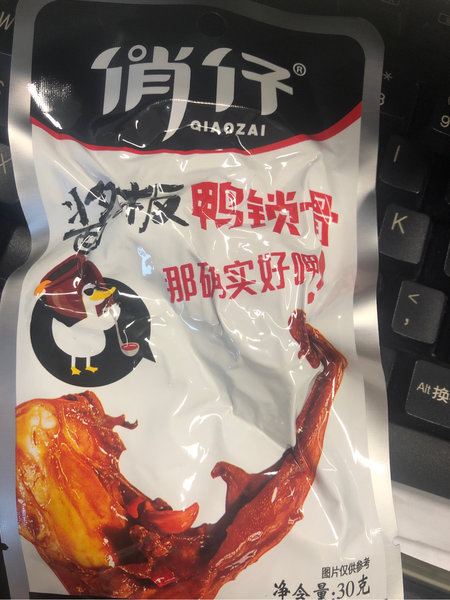 俏仔®
QIAOZAI
酱板鸭锁骨
那确实好呷!
图片仅供参考
净含量:30克
K
<
,
Alt 换